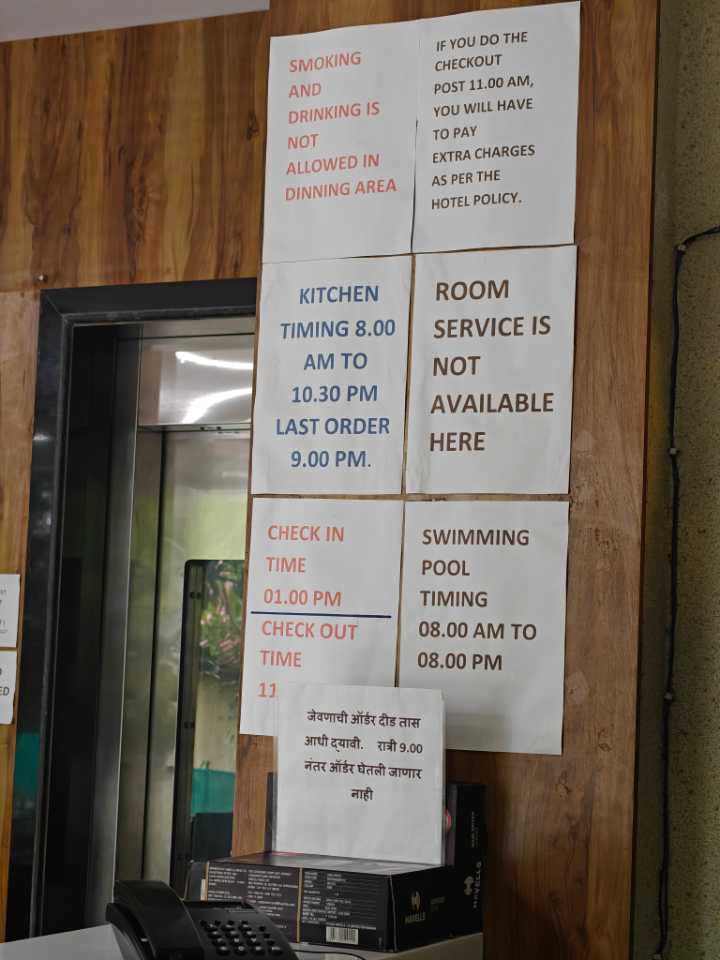 SMOKING
AND
DRINKING IS
NOT
ALLOWED IN
DINNING AREA
IF YOU DO THE
CHECKOUT
POST 11.00 AM,
YOU WILL HAVE
TO PAY
EXTRA CHARGES
AS PER THE
HOTEL POLICY.
KITCHEN
TIMING 8.00
AM TO
10.30 PM
LAST ORDER
9.00 PM.
ROOM
SERVICE IS
NOT
AVAILABLE
HERE
CHECK IN
TIME
01.00 PM
CHECK OUT
TIME
11
SWIMMING
POOL
TIMING
08.00 AM TO
08.00 PM
जेवणाची ऑर्डर दीड तास
आधी द्यावी. रात्री 9.00
नंतर ऑर्डर घेतली जाणार
नाही
HAVELLS
HAVELLS
ED